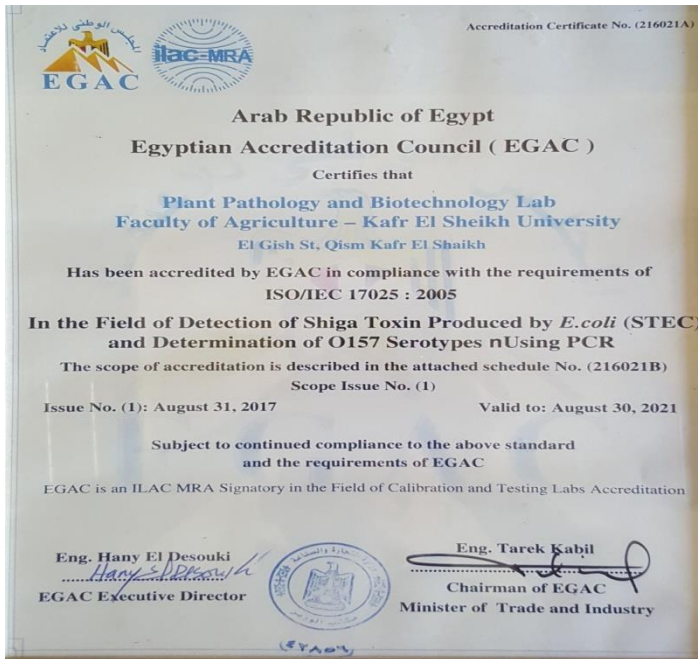 Accreditation Certificate No. (216021A)
المجلس الوطني للاعتماد
EGAC
ilac-MRA
Arab Republic of Egypt
Egyptian Accreditation Council ( EGAC )
Certifies that
Plant Pathology and Biotechnology Lab
Faculty of Agriculture – Kafr El Sheikh University
El Gish St, Qism Kafr El Shaikh
Has been accredited by EGAC in compliance with the requirements of
ISO/IEC 17025 : 2005
In the Field of Detection of Shiga Toxin Produced by E.coli (STEC)
and Determination of O157 Serotypes nUsing PCR
The scope of accreditation is described in the attached schedule No. (216021B)
Scope Issue No. (1)
Issue No. (1): August 31, 2017 Valid to: August 30, 2021
Subject to continued compliance to the above standard
and the requirements of EGAC
EGAC is an ILAC MRA Signatory in the Field of Calibration and Testing Labs Accreditation
Eng. Hany El Desouki
Hany El Desouki
EGAC Executive Director
Eng. Tarek Kabil
Chairman of EGAC
Minister of Trade and Industry